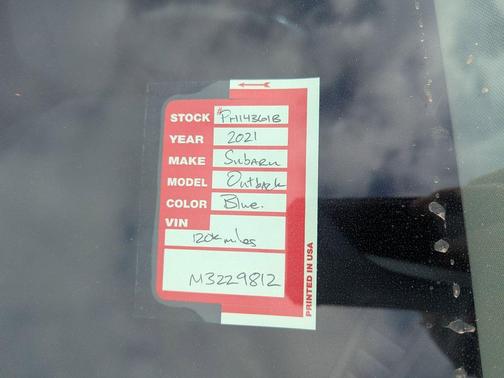 STOCK #PH14361B
YEAR 2021
MAKE Subaru
MODEL Outback
COLOR Blue.
VIN
120K miles
M3229812
PRINTED IN USA